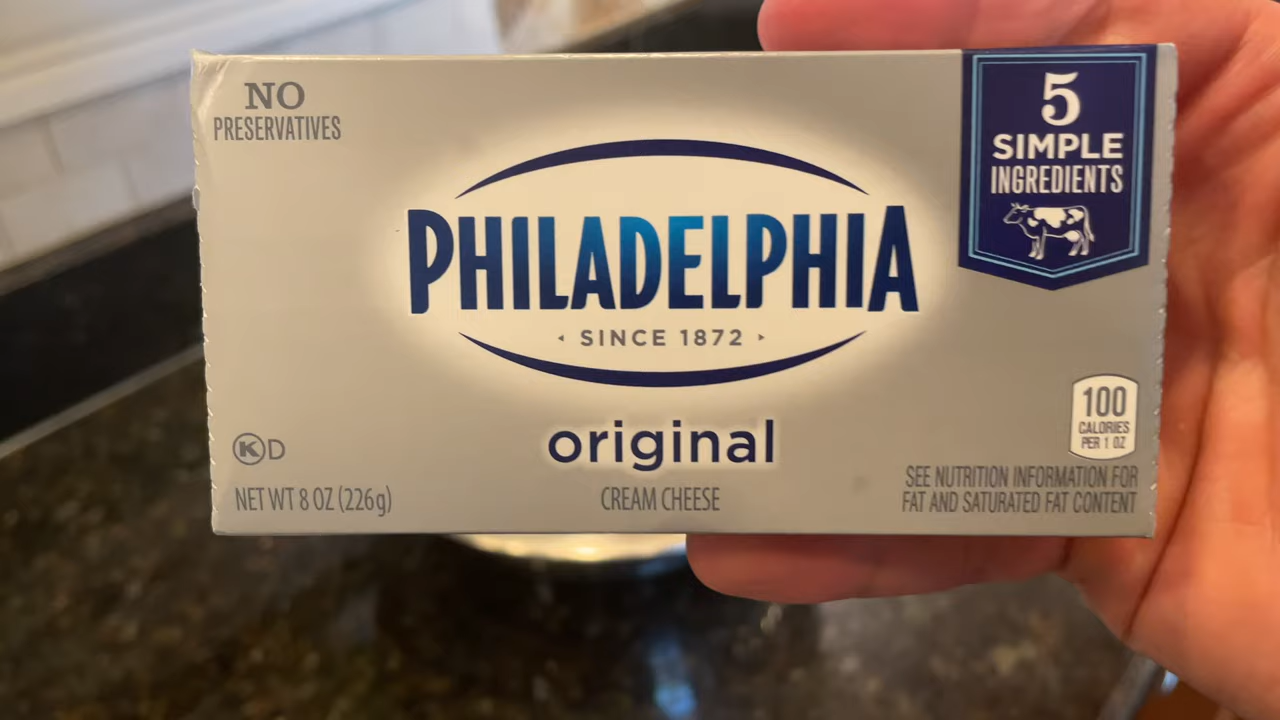 NO
PRESERVATIVES
5
SIMPLE
INGREDIENTS
PHILADELPHIA
· SINCE 1872 ·
original
CREAM CHEESE
K D
NET WT 8 OZ (226g)
100
CALORIES
PER 1 OZ
SEE NUTRITION INFORMATION FOR
FAT AND SATURATED FAT CONTENT